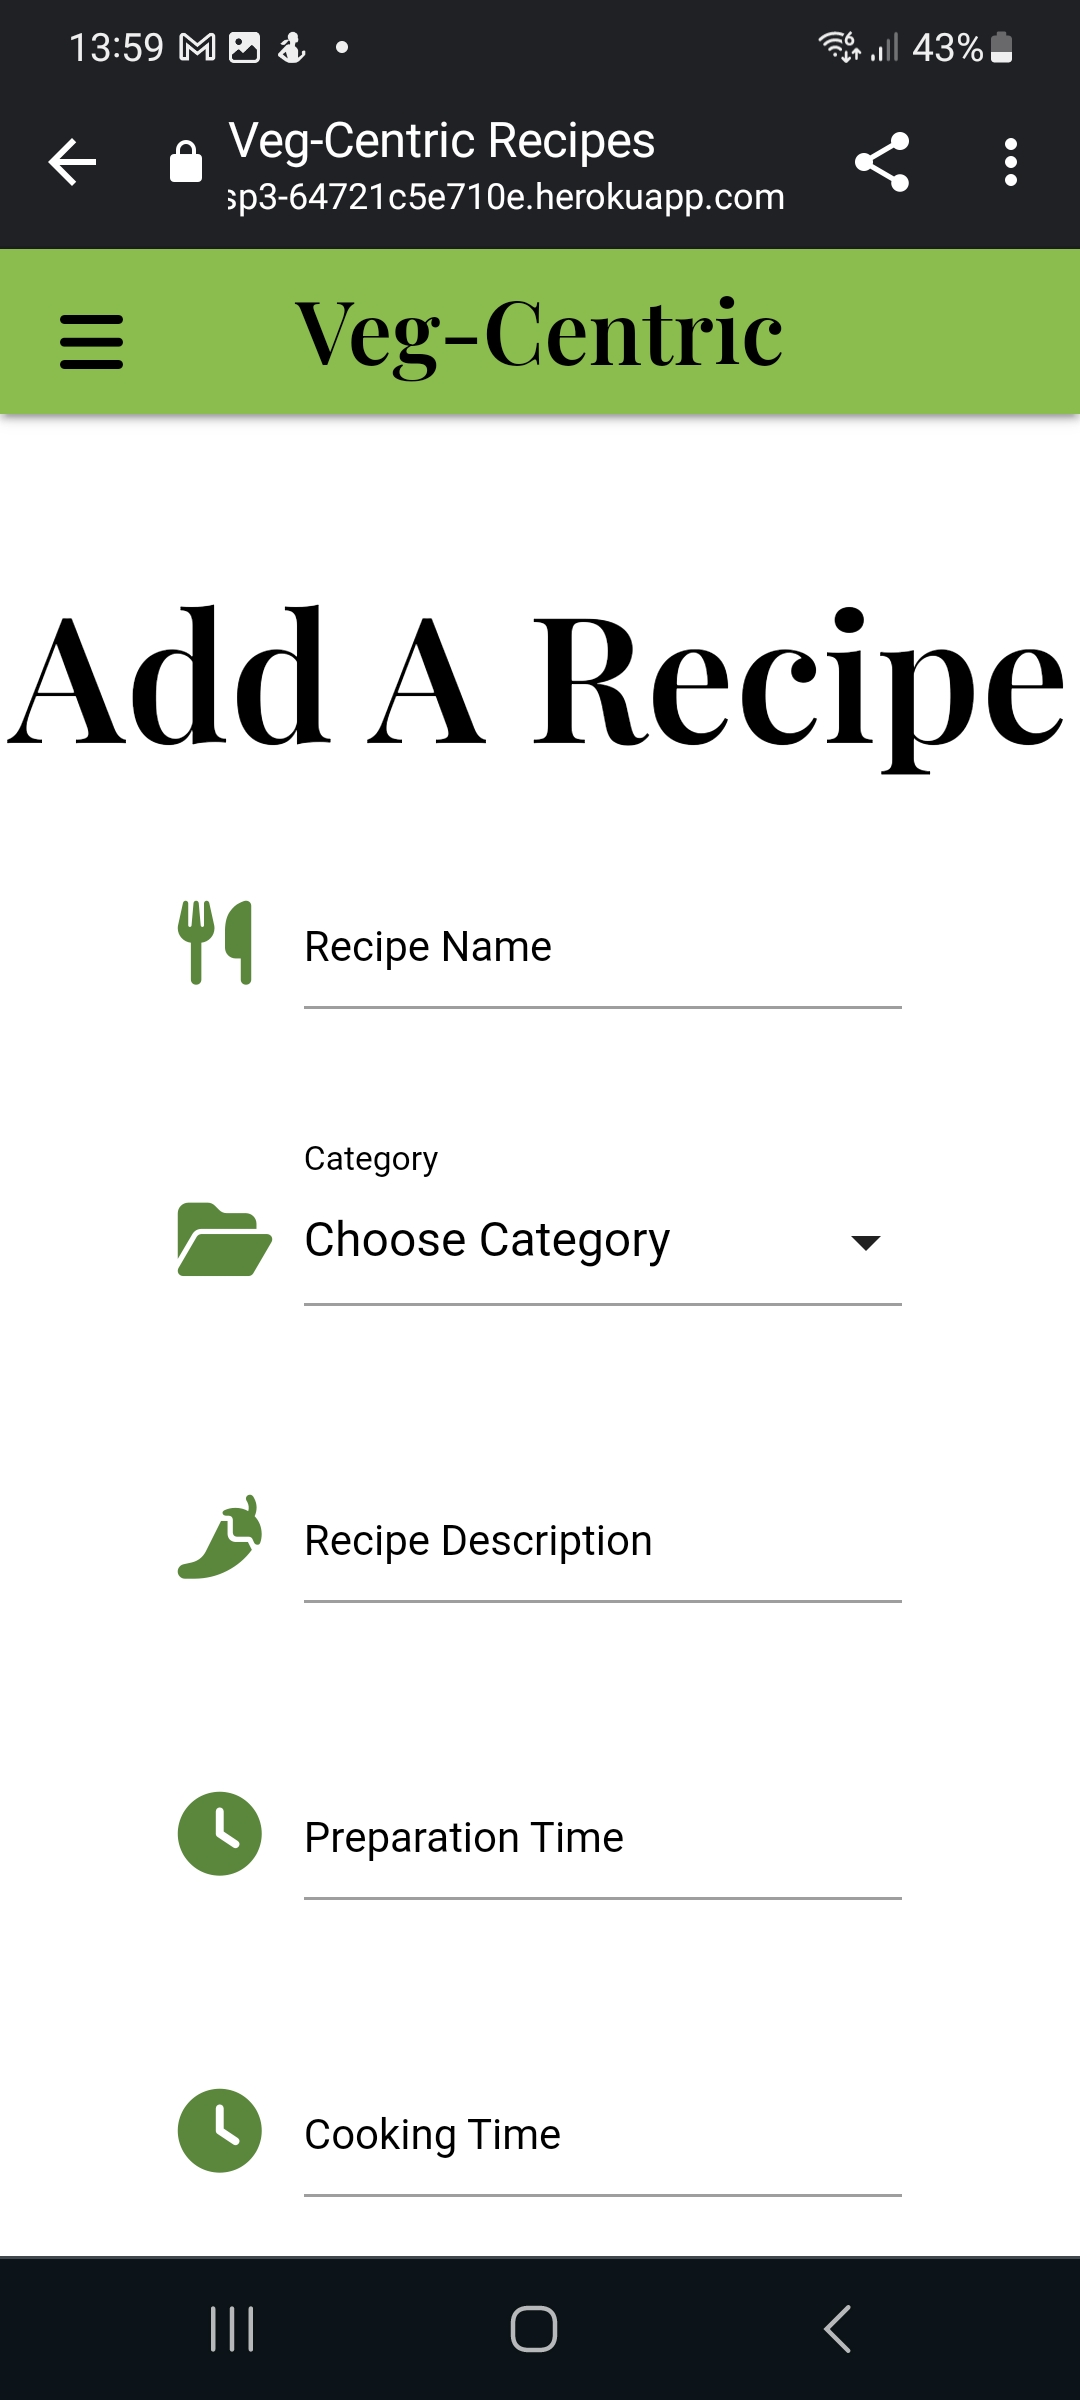 13:59
43%
Veg-Centric Recipes
sp3-64721c5e710e.herokuapp.com
Veg-Centric
Add A Recipe
Recipe Name
Category
Choose Category
Recipe Description
Preparation Time
Cooking Time